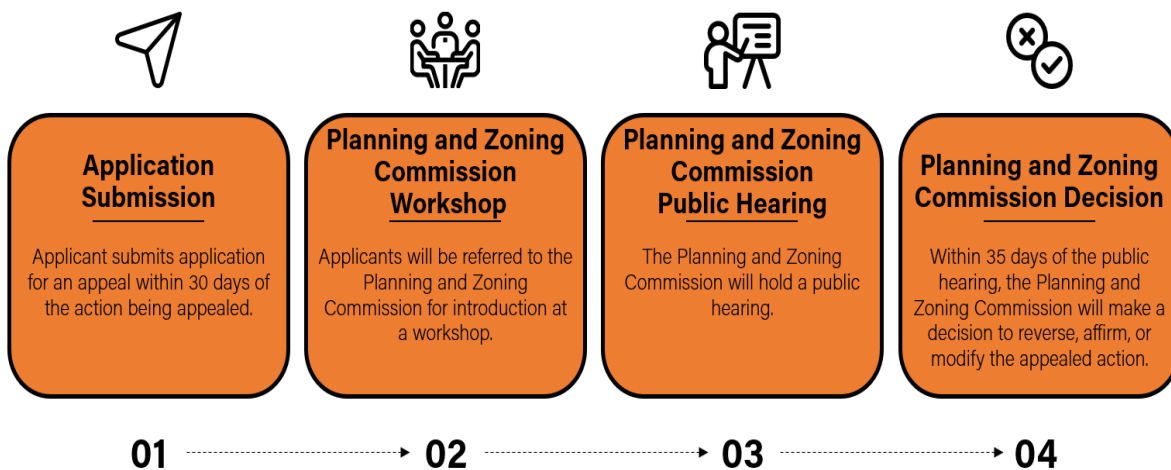 Application
Submission
Applicant submits application
for an appeal within 30 days of
the action being appealed.
Planning and Zoning
Commission
Workshop
Applicants will be referred to the
Planning and Zoning
Commission for introduction at
a workshop.
Planning and Zoning
Commission
Public Hearing
The Planning and Zoning
Commission will hold a public
hearing.
Planning and Zoning
Commission Decision
Within 35 days of the public
hearing, the Planning and
Zoning Commission will make a
decision to reverse, affirm, or
modify the appealed action.
01
02
03
04